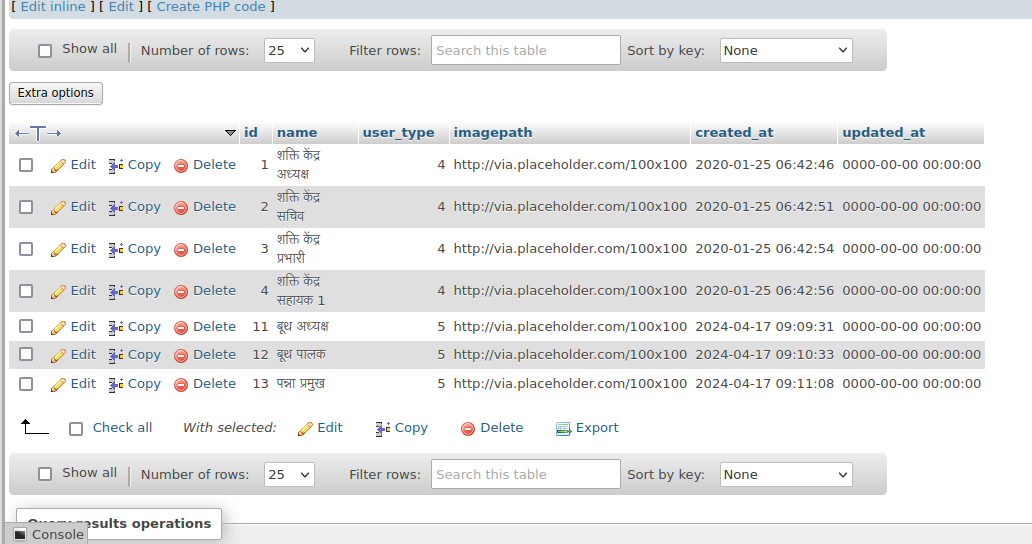 [ Edit inline ] [ Edit ] [ Create PHP code ]
Show all Number of rows: 25 Filter rows: Search this table Sort by key: None
Extra options
←T→ id name user_type imagepath created_at updated_at
Edit Copy Delete 1 शक्ति केंद्र 4 http://via.placeholder.com/100x100 2020-01-25 06:42:46 0000-00-00 00:00:00
अध्यक्ष
Edit Copy Delete 2 शक्ति केंद्र 4 http://via.placeholder.com/100x100 2020-01-25 06:42:51 0000-00-00 00:00:00
सचिव
Edit Copy Delete 3 शक्ति केंद्र 4 http://via.placeholder.com/100x100 2020-01-25 06:42:54 0000-00-00 00:00:00
प्रभारी
Edit Copy Delete 4 शक्ति केंद्र 4 http://via.placeholder.com/100x100 2020-01-25 06:42:56 0000-00-00 00:00:00
सहायक 1
Edit Copy Delete 11 बूथ अध्यक्ष 5 http://via.placeholder.com/100x100 2024-04-17 09:09:31 0000-00-00 00:00:00
Edit Copy Delete 12 बूथ पालक 5 http://via.placeholder.com/100x100 2024-04-17 09:10:33 0000-00-00 00:00:00
Edit Copy Delete 13 पन्ना प्रमुख 5 http://via.placeholder.com/100x100 2024-04-17 09:11:08 0000-00-00 00:00:00
Check all With selected: Edit Copy Delete Export
Show all Number of rows: 25 Filter rows: Search this table Sort by key: None
Query results operations
Console